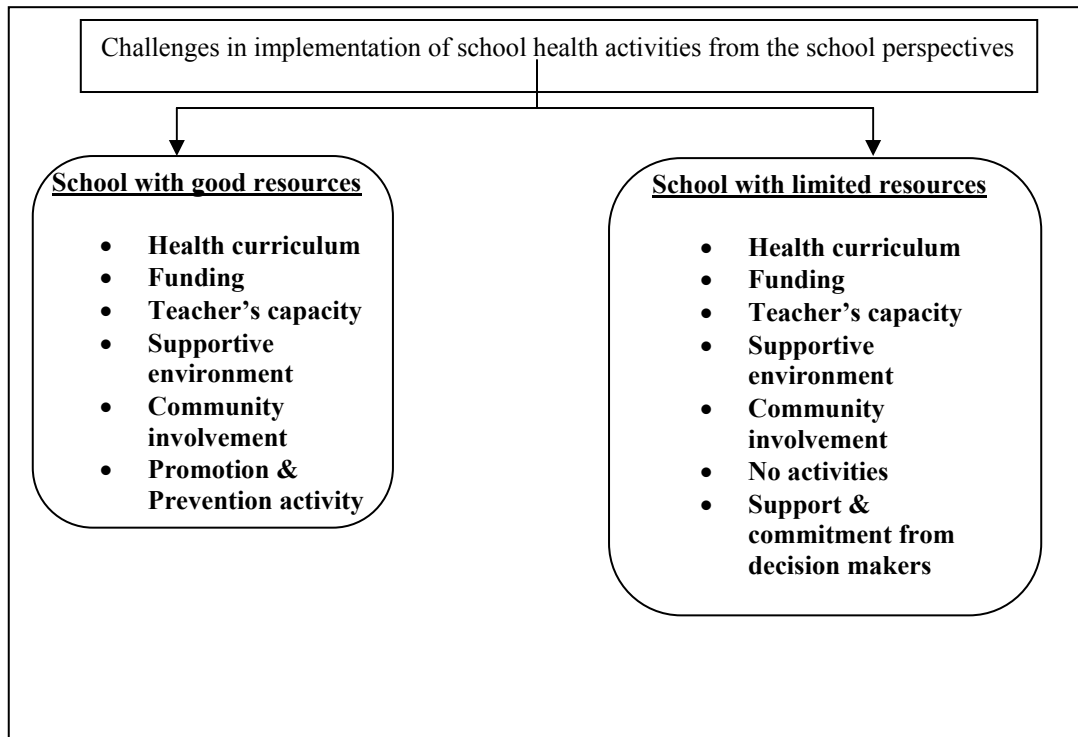 Challenges in implementation of school health activities from the school perspectives
School with good resources
• Health curriculum
• Funding
• Teacher’s capacity
• Supportive
environment
• Community
involvement
• Promotion &
Prevention activity
School with limited resources
• Health curriculum
• Funding
• Teacher’s capacity
• Supportive
environment
• Community
involvement
• No activities
• Support &
commitment from
decision makers